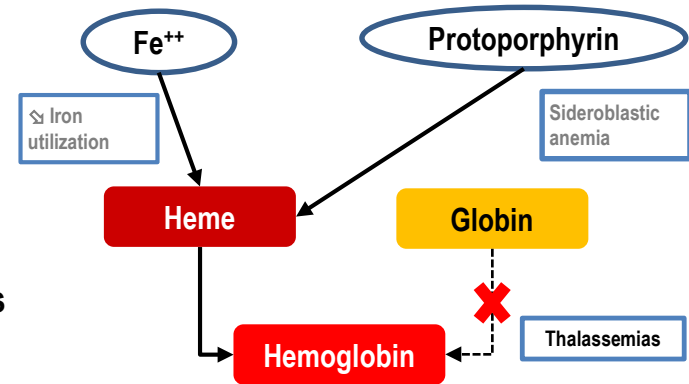 Fe++
Protoporphyrin
⇘ Iron
utilization
Sideroblastic
anemia
Heme
Globin
s
Thalassemias
Hemoglobin